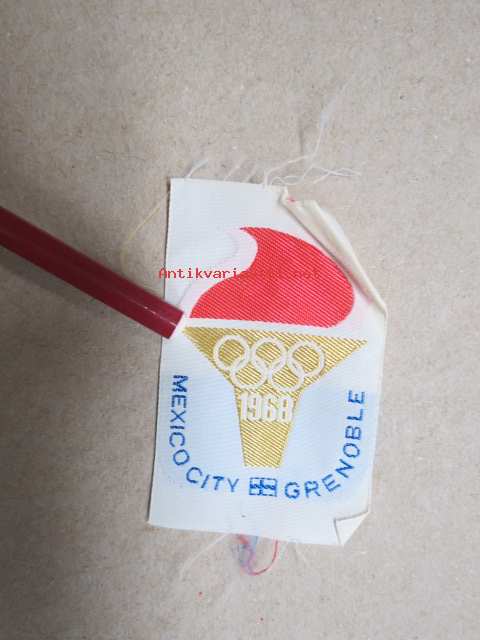 Antikvariaatti.net
1968
MEXICO CITY GRENOBLE